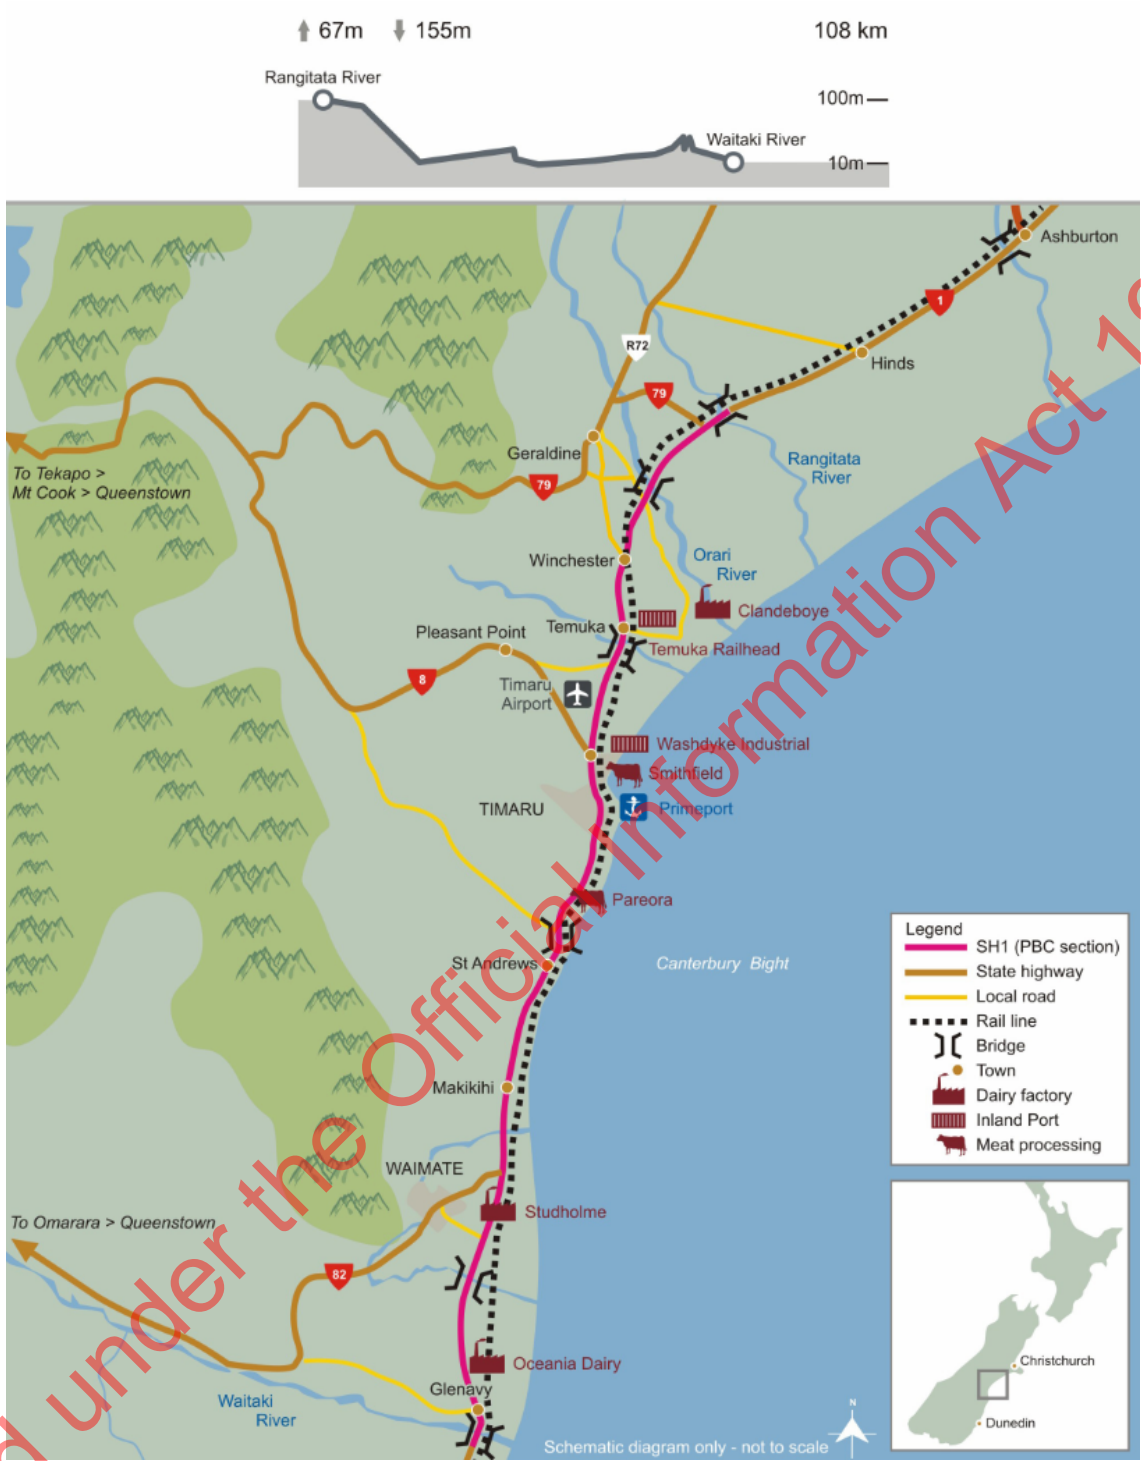 67m 155m 108 km
Rangitata River
100m
Waitaki River
10m
Ashburton
1
R72
Hinds
79
Geraldine
To Tekapo >
Mt Cook > Queenstown
79
Rangitata
River
Winchester
Orari
River
Clandeboye
Temuka
Pleasant Point
Temuka Railhead
8
Timaru
Airport
Washdyke Industrial
Smithfield
TIMARU
Primeport
Pareora
St Andrews
Canterbury Bight
Legend
SH1 (PBC section)
State highway
Local road
Rail line
Bridge
Town
Dairy factory
Inland Port
Meat processing
Makikihi
WAIMATE
Studholme
To Omarara > Queenstown
82
Oceania Dairy
Glenavy
Waitaki
River
Christchurch
Dunedin
N
Schematic diagram only - not to scale
under the Official Information Act